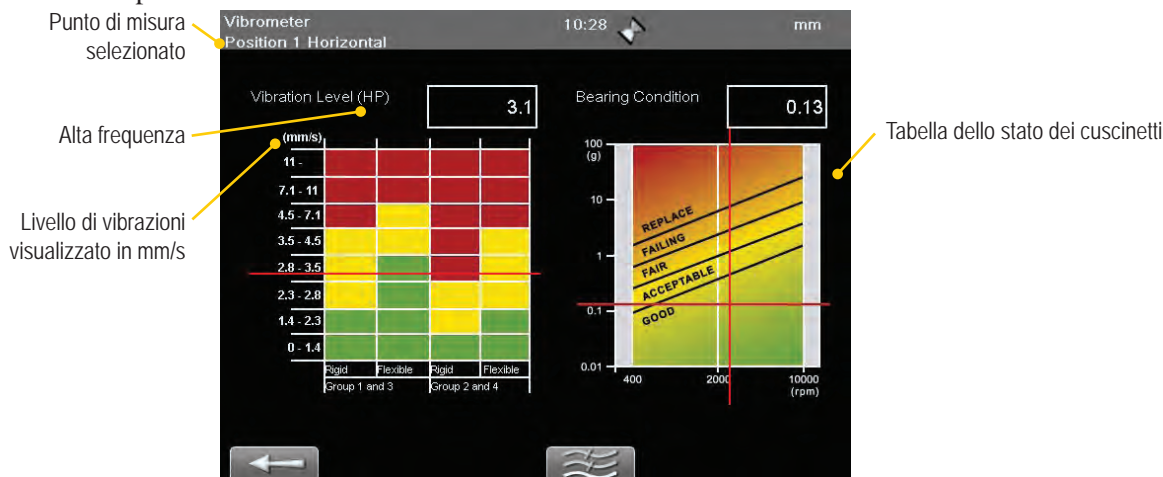 Punto di misura
selezionato
Alta frequenza
Livello di vibrazioni
visualizzato in mm/s
Vibrometer
Position 1 Horizontal
10:28
mm
Vibration Level (HP)
3.1
(mm/s)
11 -
7.1 - 11
4.5 - 7.1
3.5 - 4.5
2.8 - 3.5
2.3 - 2.8
1.4 - 2.3
0 - 1.4
Rigid Flexible Rigid Flexible
Group 1 and 3 Group 2 and 4
Bearing Condition
0.13
100
(g)
10
1
0.1
0.01
REPLACE
FAILING
FAIR
ACCEPTABLE
GOOD
400 2000 10000
(rpm)
Tabella dello stato dei cuscinetti